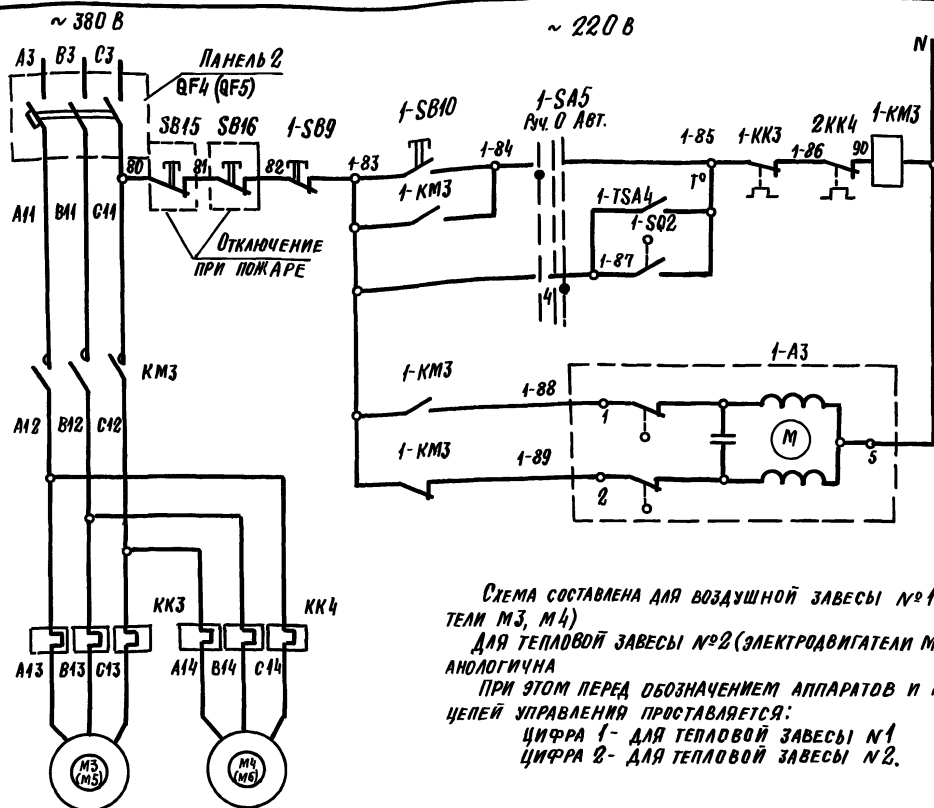 ~ 380 В
~ 220 В
A3 B3 C3
ПАНЕЛЬ 2
QF4 (QF5)
N
SB15 SB16 1-SB9
1-SB10
1-SA5
РУЧ. 0 АВТ.
1-85
1-KK3
2KK4
1-KM3
80
81
82
1-83
1-84
1-86
90
T°
1-KM3
A11 B11 C11
1-TSA4
1-SQ2
ОТКЛЮЧЕНИЕ
ПРИ ПОЖАРЕ
1-87
4
KM3
1-A3
1-KM3
1-88
1
A12 B12 C12
1-KM3
1-89
2
M
5
СХЕМА СОСТАВЛЕНА ДЛЯ ВОЗДУШНОЙ ЗАВЕСЫ №1
ТЕЛИ М3, М4)
ДЛЯ ТЕПЛОВОЙ ЗАВЕСЫ №2 (ЭЛЕКТРОДВИГАТЕЛИ М
АНОЛОГИЧНА
ПРИ ЭТОМ ПЕРЕД ОБОЗНАЧЕНИЕМ АППАРАТОВ И
ЦЕПЕЙ УПРАВЛЕНИЯ ПРОСТАВЛЯЕТСЯ:
ЦИФРА 1- ДЛЯ ТЕПЛОВОЙ ЗАВЕСЫ N1
ЦИФРА 2- ДЛЯ ТЕПЛОВОЙ ЗАВЕСЫ N2.
KK3
KK4
A13 B13 C13
A14 B14 C14
M3
(M5)
M4
(M6)